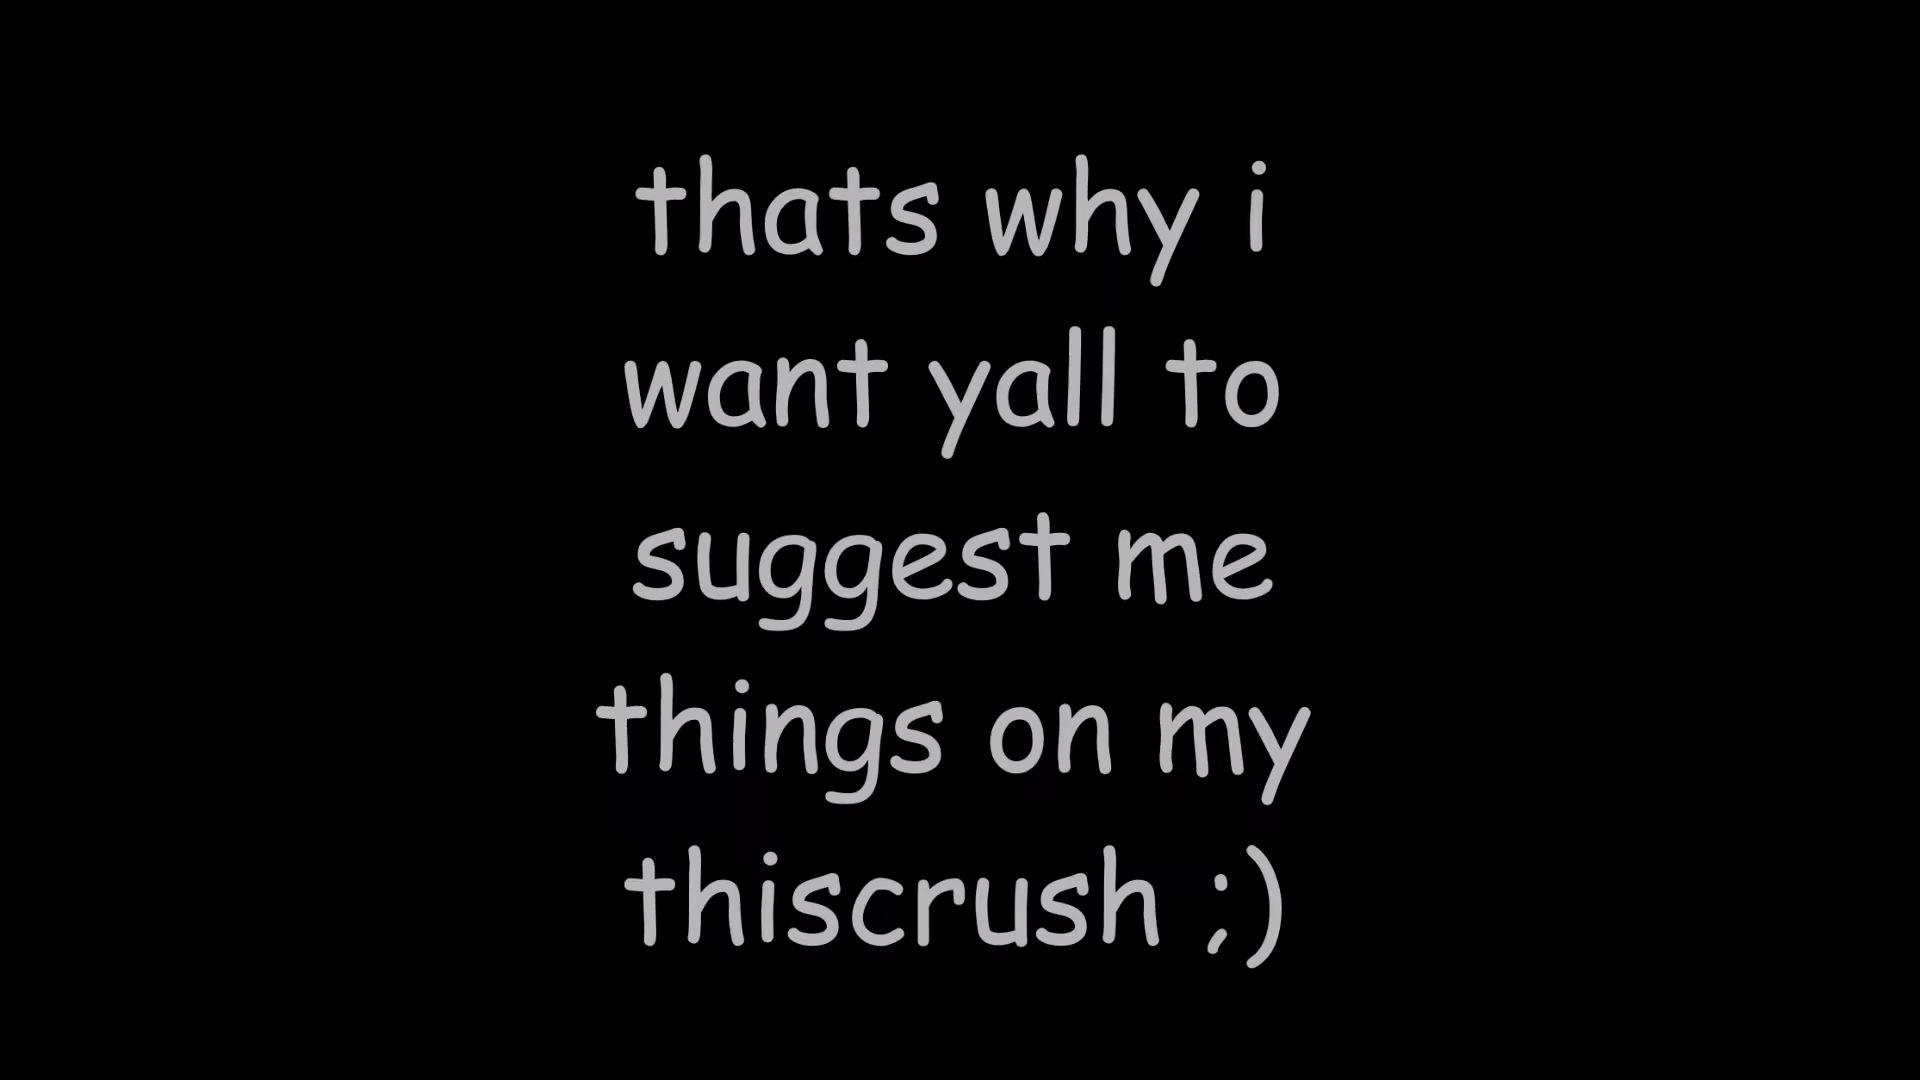 thats why i
want yall to
suggest me
things on my
thiscrush ;)